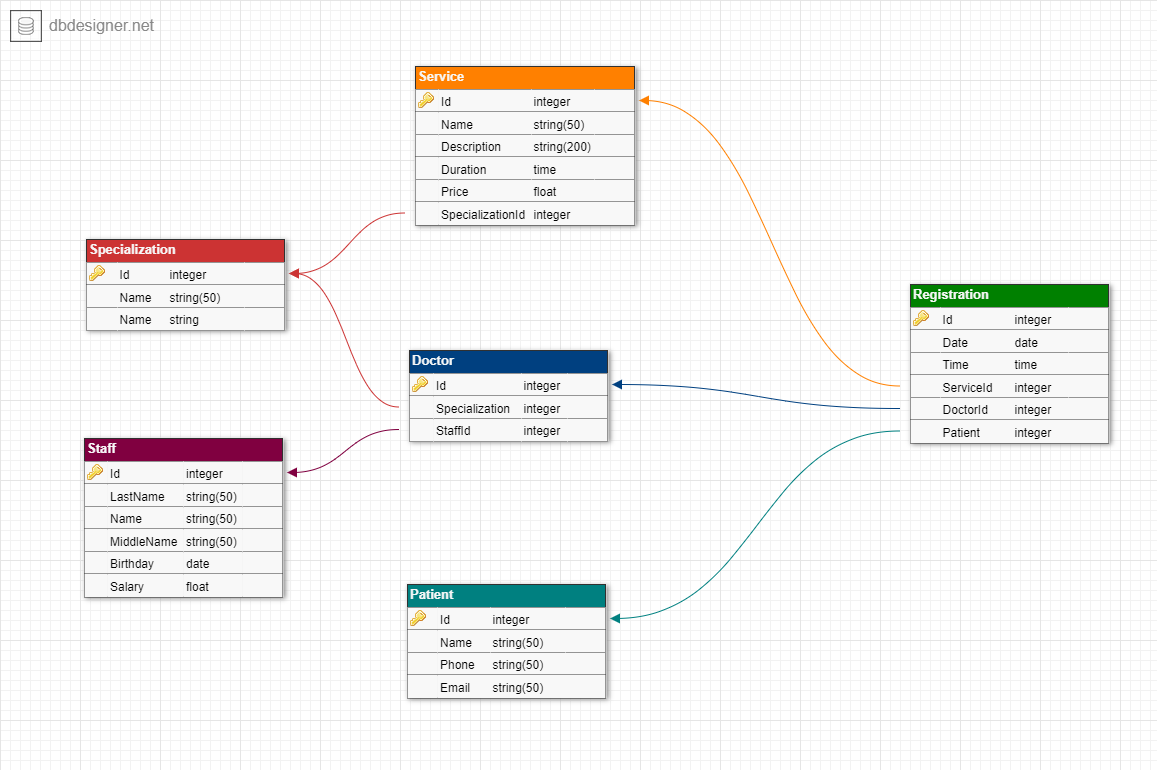 dbdesigner.net
Service
Id integer
Name string(50)
Description string(200)
Duration time
Price float
SpecializationId integer
Specialization
Id integer
Name string(50)
Name string
Registration
Id integer
Date date
Time time
ServiceId integer
DoctorId integer
Patient integer
Doctor
Id integer
Specialization integer
StaffId integer
Staff
Id integer
LastName string(50)
Name string(50)
MiddleName string(50)
Birthday date
Salary float
Patient
Id integer
Name string(50)
Phone string(50)
Email string(50)